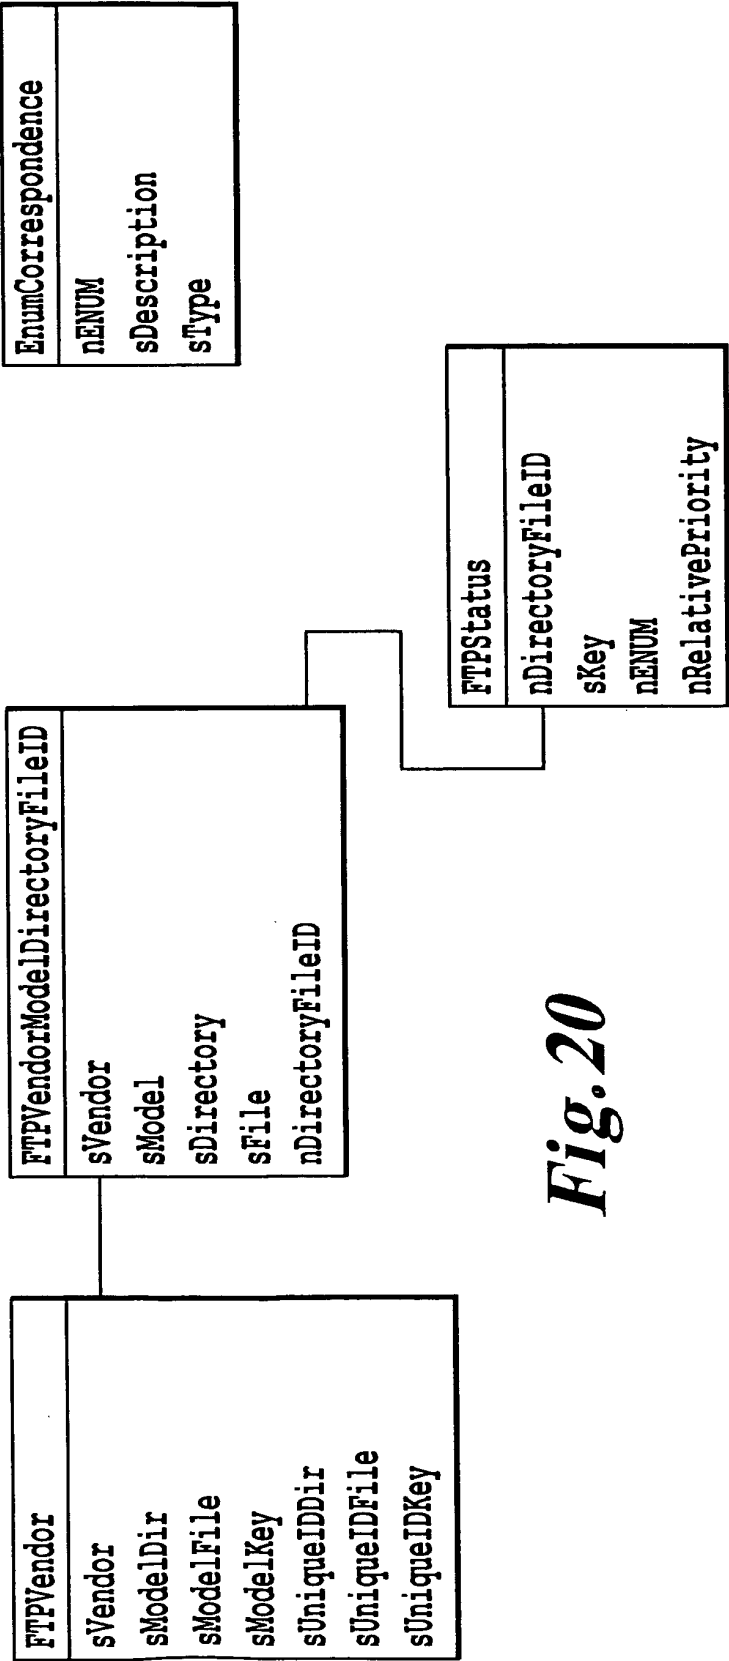 FTPVendor
sVendor
sModelDir
sModelFile
sModelKey
sUniqueIDDir
sUniqueIDFile
sUniqueIDKey
FTPVendorModelDirectoryFileID
sVendor
sModel
sDirectory
sFile
nDirectoryFileID
FTPStatus
nDirectoryFileID
sKey
nENUM
nRelativePriority
EnumCorrespondence
nENUM
sDescription
sType
Fig.20